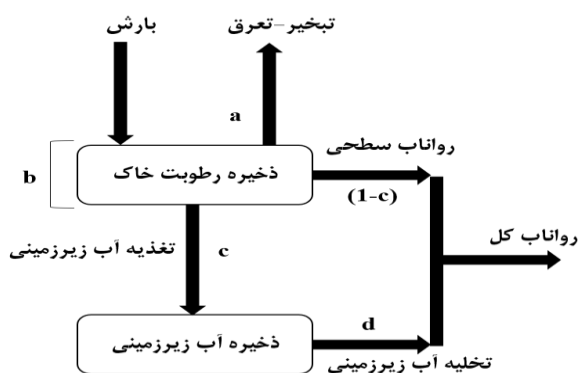 بارش
تبخیر-تعرق
a
رواناب سطحی
b
ذخیره رطوبت خاک
(1-c)
رواناب کل
تغذیه آب زیرزمینی
c
d
ذخیره آب زیرزمینی
تخلیه آب زیرزمینی